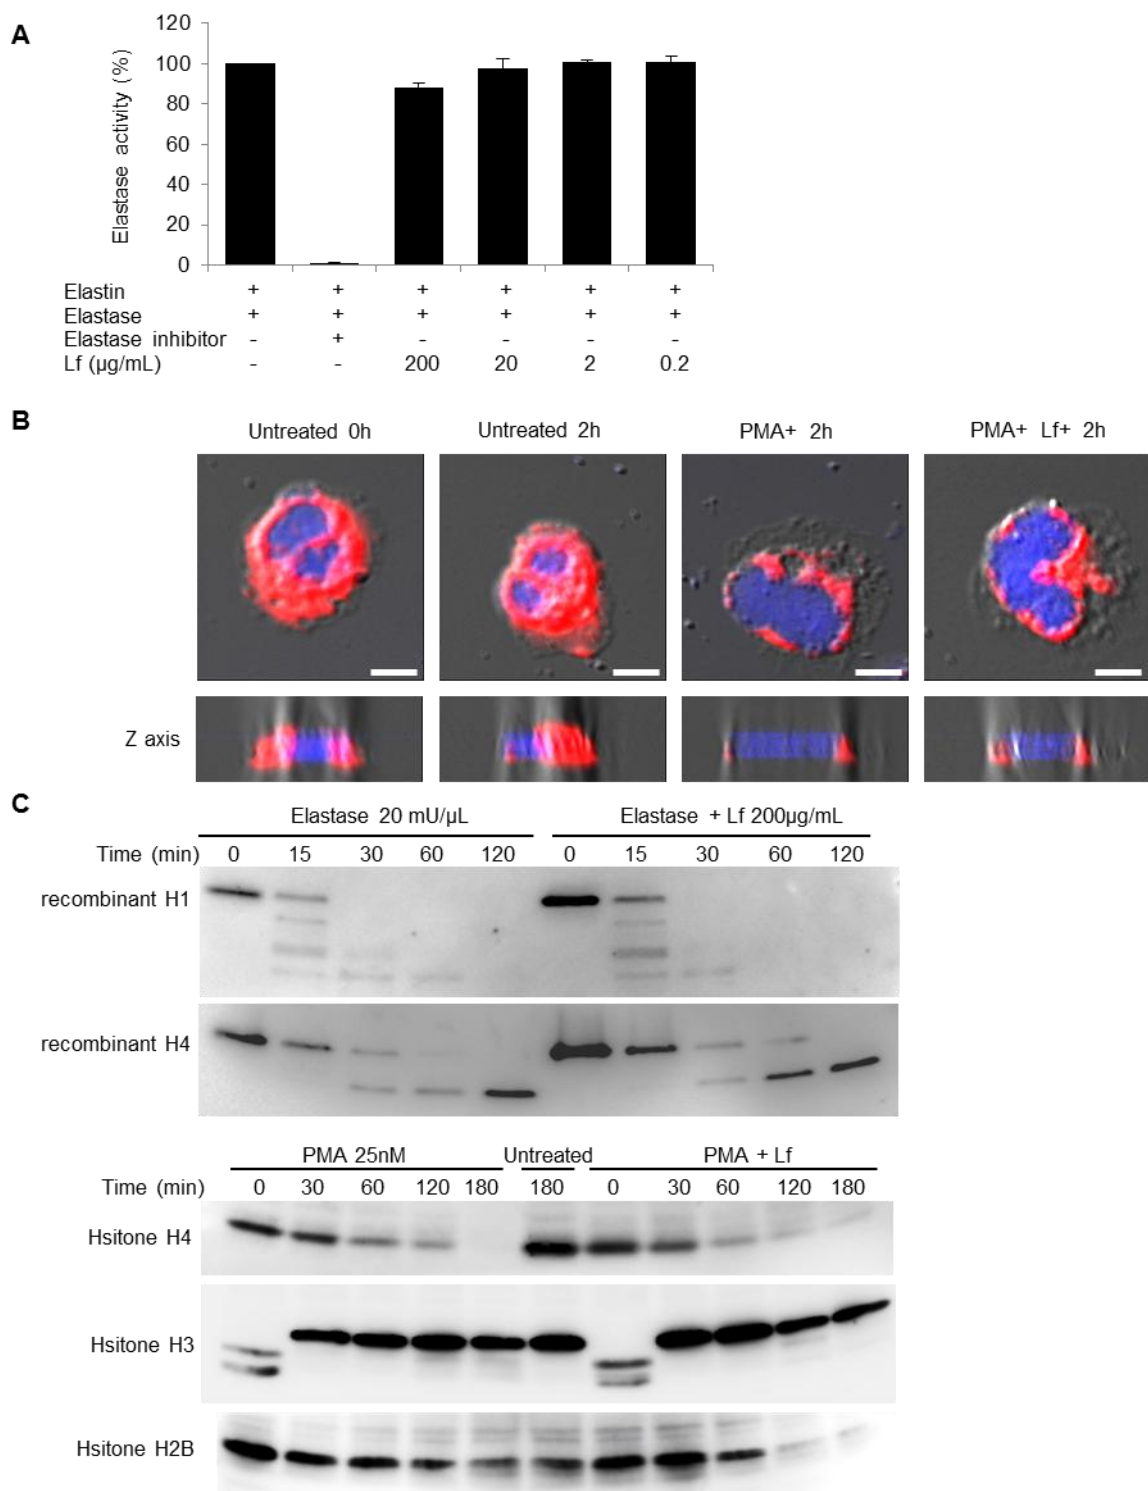 A
Elastase activity (%)
120
100
80
60
40
20
0
Elastin + + + + + +
Elastase + + + + + +
Elastase inhibitor - + - - - -
Lf (µg/mL) - - 200 20 2 0.2
B
Untreated 0h Untreated 2h PMA+ 2h PMA+ Lf+ 2h
Z axis
C
Elastase 20 mU/µL Elastase + Lf 200µg/mL
Time (min) 0 15 30 60 120 0 15 30 60 120
recombinant H1
recombinant H4
PMA 25nM Untreated PMA + Lf
Time (min) 0 30 60 120 180 180 0 30 60 120 180
Hsitone H4
Hsitone H3
Hsitone H2B